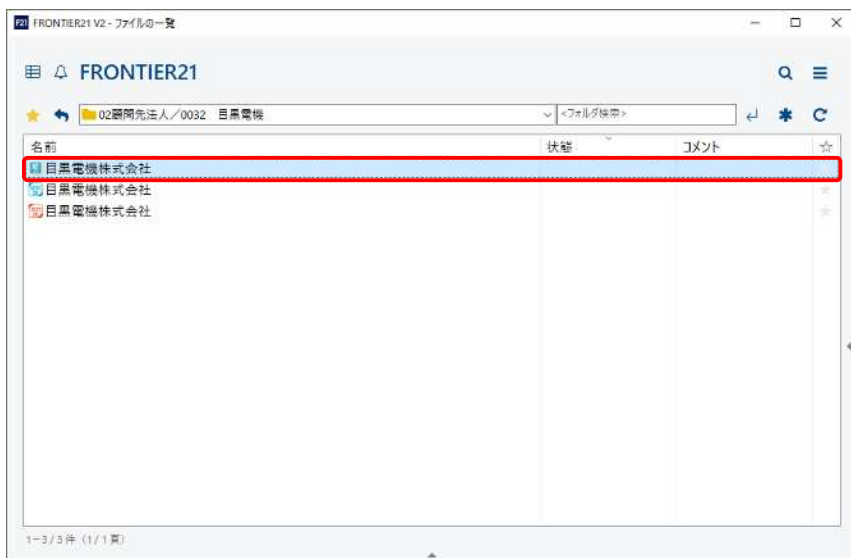 F21 FRONTIER21 V2 - ファイルの一覧
FRONTIER21
02顧問先法人／0032 目黒電機 <フォルダ検索>
名前 状態 コメント
目黒電機株式会社
目黒電機株式会社
目黒電機株式会社
1-3/3件 (1/1頁)